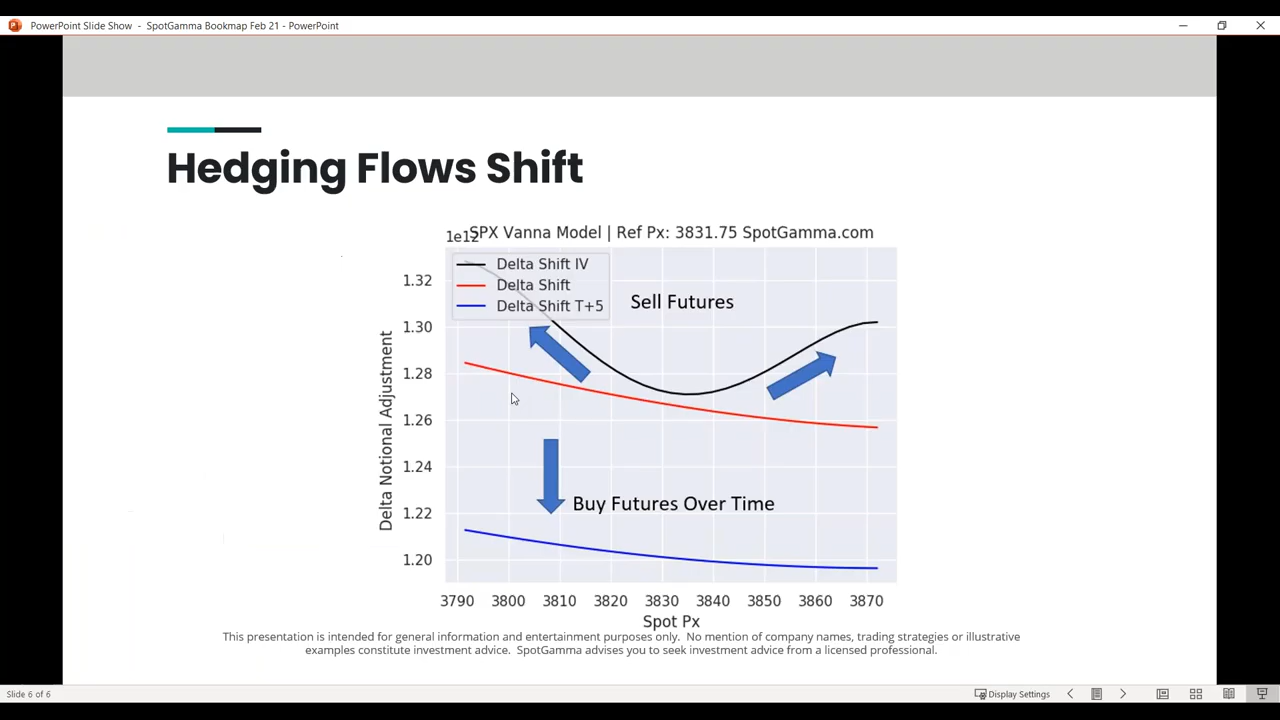 PowerPoint Slide Show - SpotGamma Bookmap Feb 21 - PowerPoint
Hedging Flows Shift
1e12
SPX Vanna Model | Ref Px: 3831.75 SpotGamma.com
Delta Shift IV
Delta Shift
Delta Shift T+5
Sell Futures
Buy Futures Over Time
Delta Notional Adjustment
1.32
1.30
1.28
1.26
1.24
1.22
1.20
3790 3800 3810 3820 3830 3840 3850 3860 3870
Spot Px
This presentation is intended for general information and entertainment purposes only. No mention of company names, trading strategies or illustrative
examples constitute investment advice. SpotGamma advises you to seek investment advice from a licensed professional.
Slide 6 of 6
Display Settings